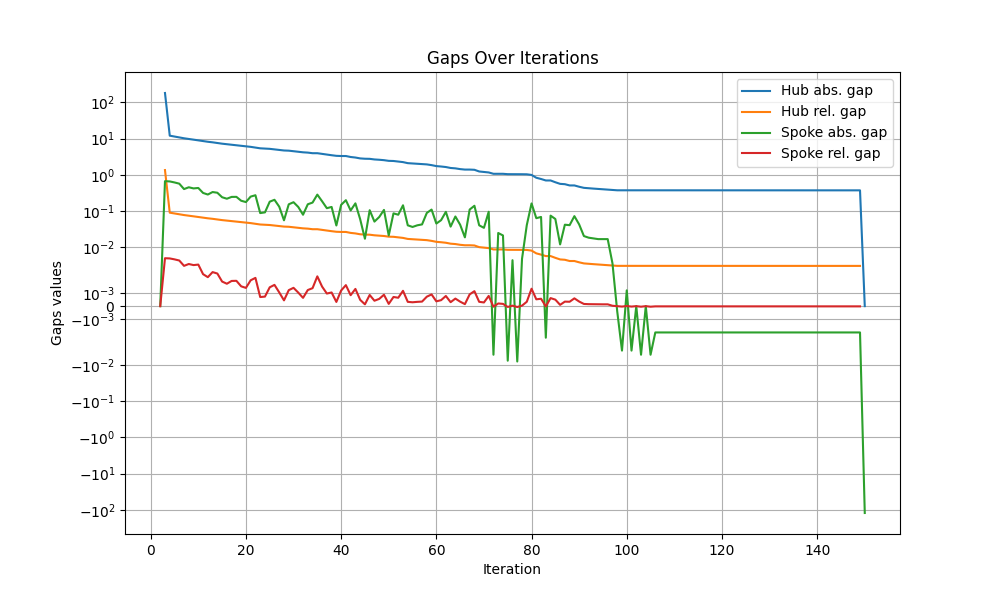 Gaps Over Iterations
Gaps values
10²
10¹
10⁰
10⁻¹
10⁻²
10⁻³
0
−10⁻³
−10⁻²
−10⁻¹
−10⁰
−10¹
−10²
Hub abs. gap
Hub rel. gap
Spoke abs. gap
Spoke rel. gap
0 20 40 60 80 100 120 140
Iteration